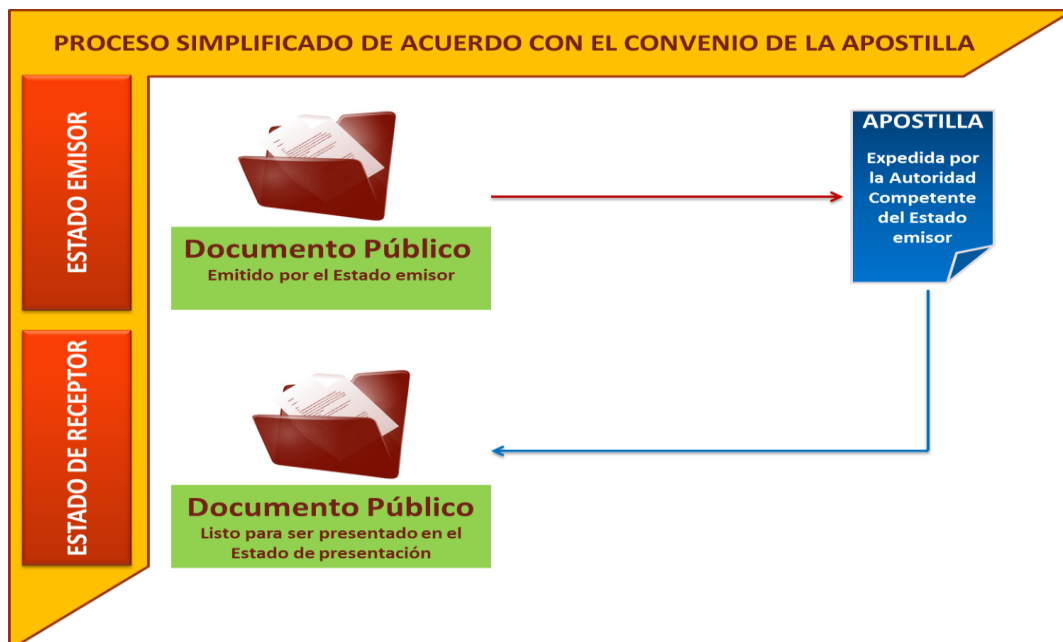 PROCESO SIMPLIFICADO DE ACUERDO CON EL CONVENIO DE LA APOSTILLA
ESTADO EMISOR
Documento Público
Emitido por el Estado emisor
APOSTILLA
Expedida por
la Autoridad
Competente
del Estado
emisor
ESTADO DE RECEPTOR
Documento Público
Listo para ser presentado en el
Estado de presentación